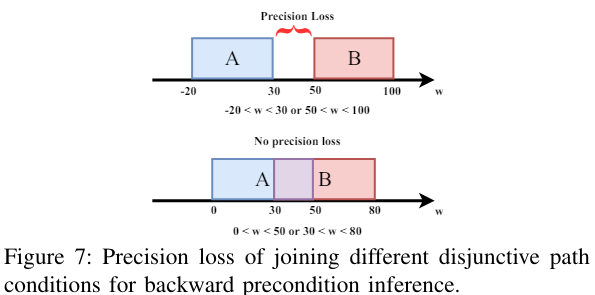 Precision Loss
A
B
-20
30
50
100
w
-20 < w < 30 or 50 < w < 100
No precision loss
A
B
0
30
50
80
w
0 < w < 50 or 30 < w < 80
Figure 7: Precision loss of joining different disjunctive path
conditions for backward precondition inference.